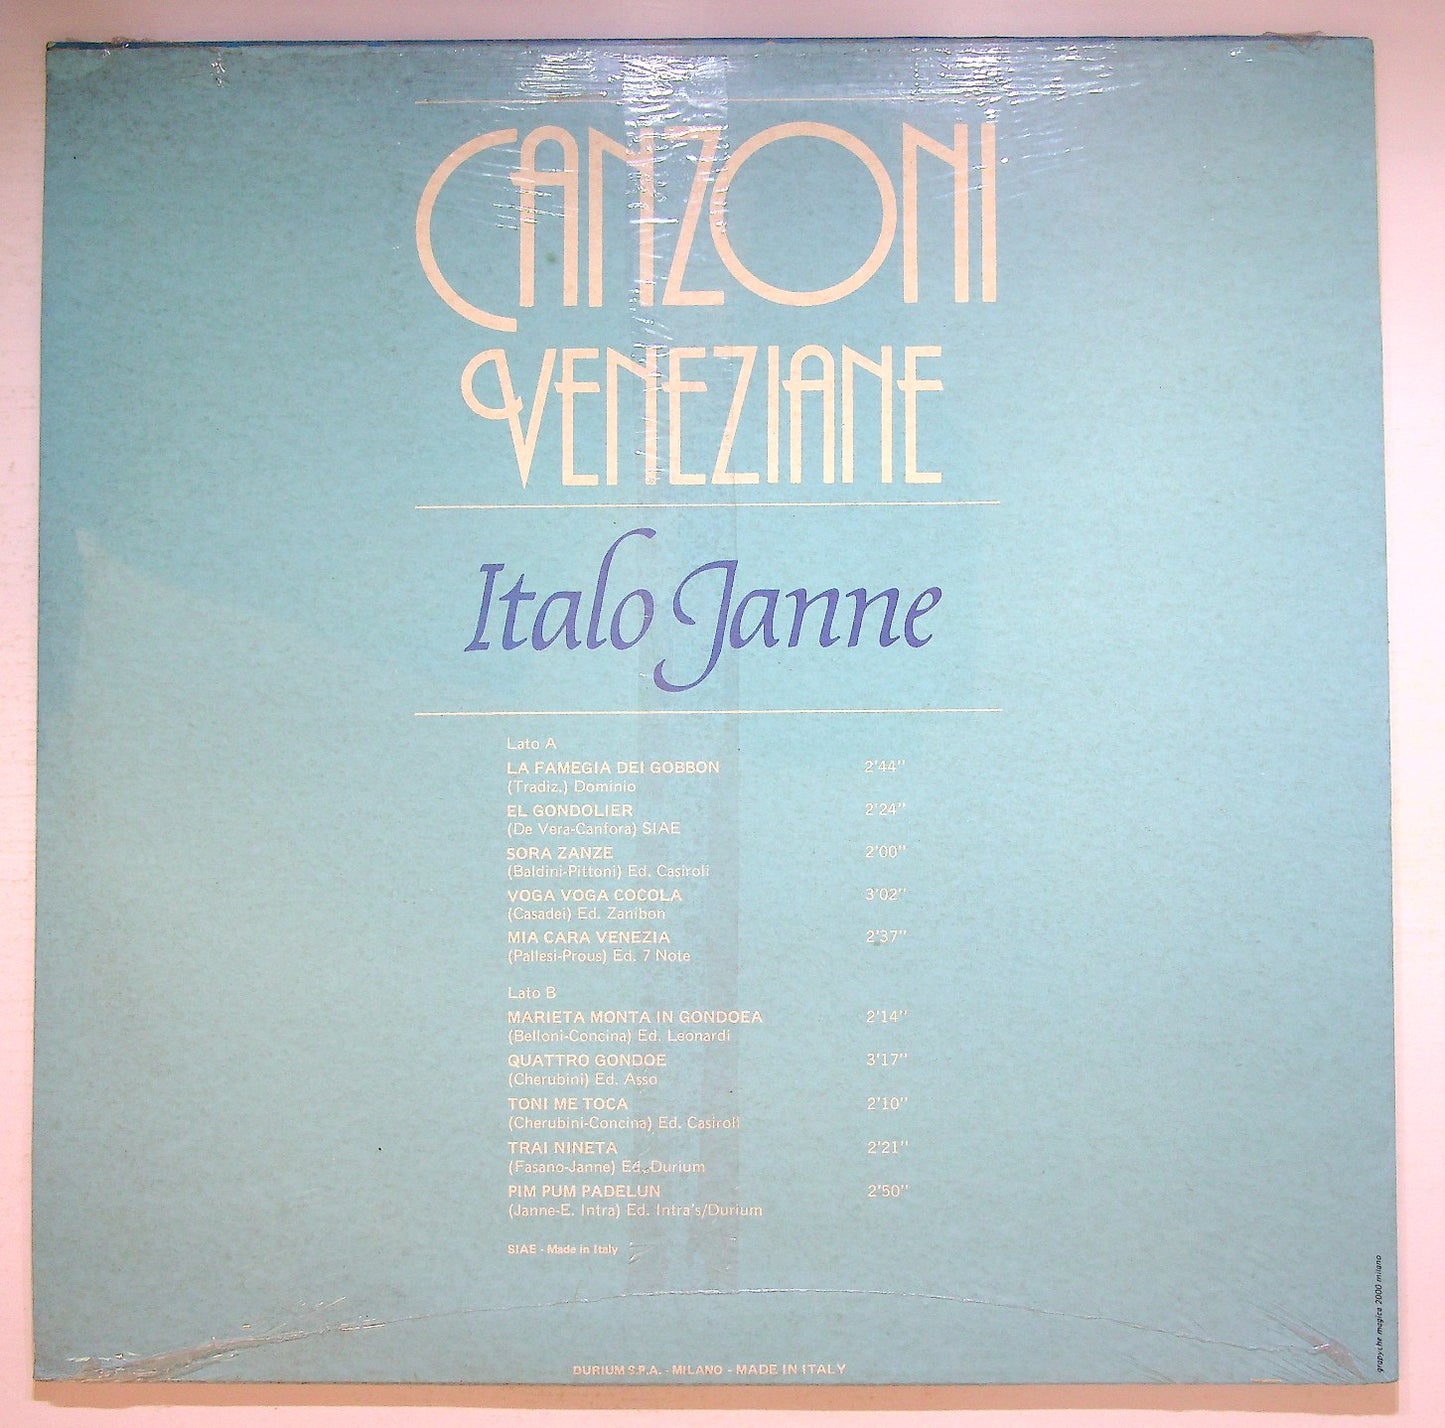 CANZONI
VENEZIANE
Italo Janne
Lato A
LA FAMEGIA DEI GOBBON 2'44"
(Tradiz.) Dominio
EL GONDOLIER 2'24"
(De Vera-Canfora) SIAE
SORA ZANZE 2'00"
(Baldini-Pittoni) Ed. Casiroli
VOGA VOGA COCOLA 3'02"
(Casadei) Ed. Zanibon
MIA CARA VENEZIA 2'37"
(Pallesi-Prous) Ed. 7 Note
Lato B
MARIETA MONTA IN GONDOEA 2'14"
(Belloni-Concina) Ed. Leonardi
QUATTRO GONDOE 3'17"
(Cherubini) Ed. Asso
TONI ME TOCA 2'10"
(Cherubini-Concina) Ed. Casiroli
TRAI NINETA 2'21"
(Fasano-Janne) Ed. Durium
PIM PUM PADELUN 2'50"
(Janne-E. Intra) Ed. Intra's/Durium
SIAE - Made in Italy
DURIUM S.P.A. - MILANO - MADE IN ITALY
grapyche magica 2000 milano